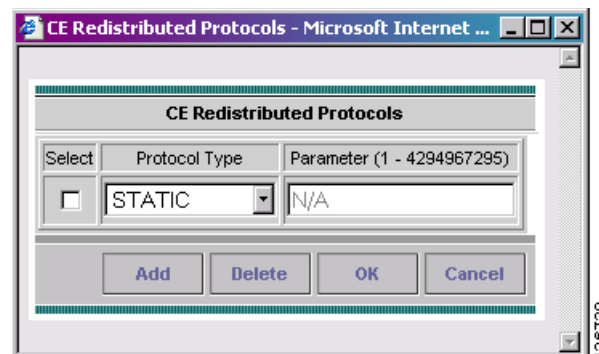 CE Redistributed Protocols - Microsoft Internet ...
CE Redistributed Protocols
Select Protocol Type Parameter (1 - 4294967295)
STATIC N/A
Add Delete OK Cancel